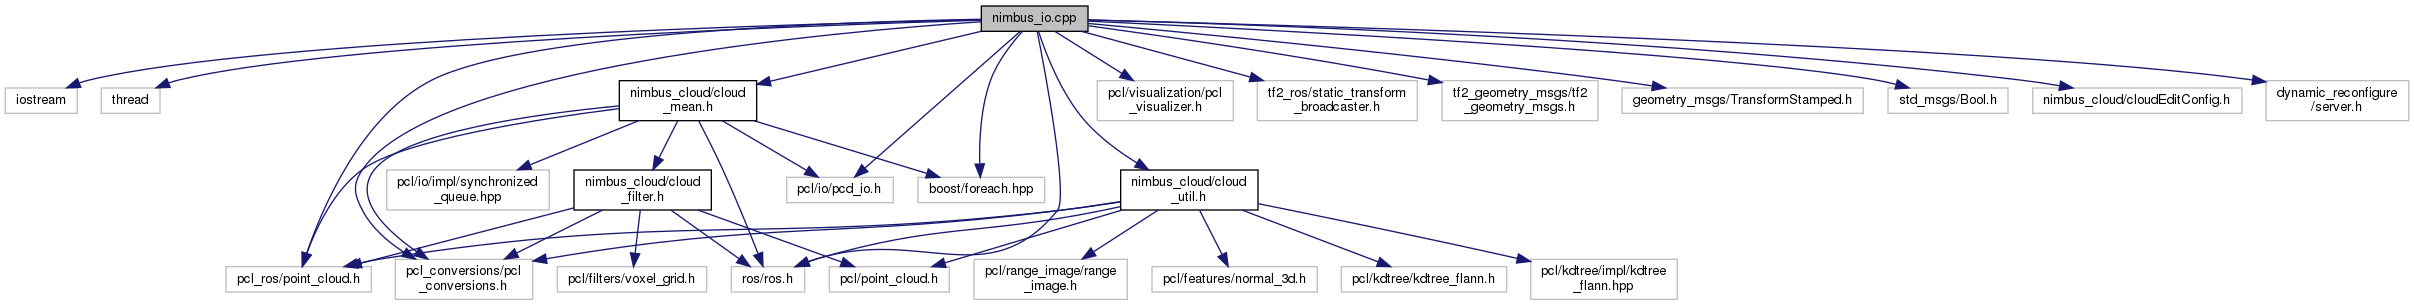 nimbus_io.cpp
iostream
thread
nimbus_cloud/cloud
_mean.h
pcl/visualization/pcl
_visualizer.h
tf2_ros/static_transform
_broadcaster.h
tf2_geometry_msgs/tf2
_geometry_msgs.h
geometry_msgs/TransformStamped.h
std_msgs/Bool.h
nimbus_cloud/cloudEditConfig.h
dynamic_reconfigure
/server.h
pcl/io/impl/synchronized
_queue.hpp
nimbus_cloud/cloud
_filter.h
pcl/io/pcd_io.h
boost/foreach.hpp
nimbus_cloud/cloud
_util.h
pcl_ros/point_cloud.h
pcl_conversions/pcl
_conversions.h
pcl/filters/voxel_grid.h
ros/ros.h
pcl/point_cloud.h
pcl/range_image/range
_image.h
pcl/features/normal_3d.h
pcl/kdtree/kdtree_flann.h
pcl/kdtree/impl/kdtree
_flann.hpp